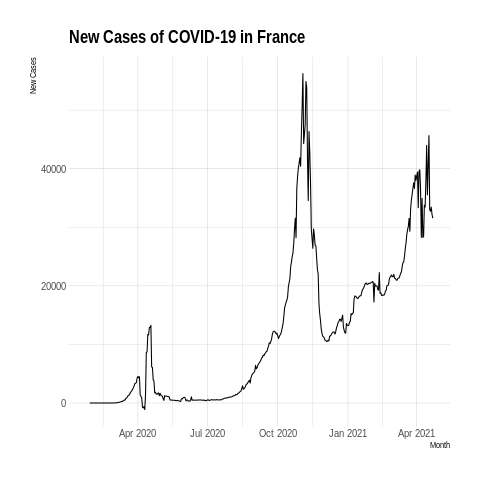 New Cases of COVID-19 in France
New Cases
40000
20000
0
Apr 2020 Jul 2020 Oct 2020 Jan 2021 Apr 2021
Month